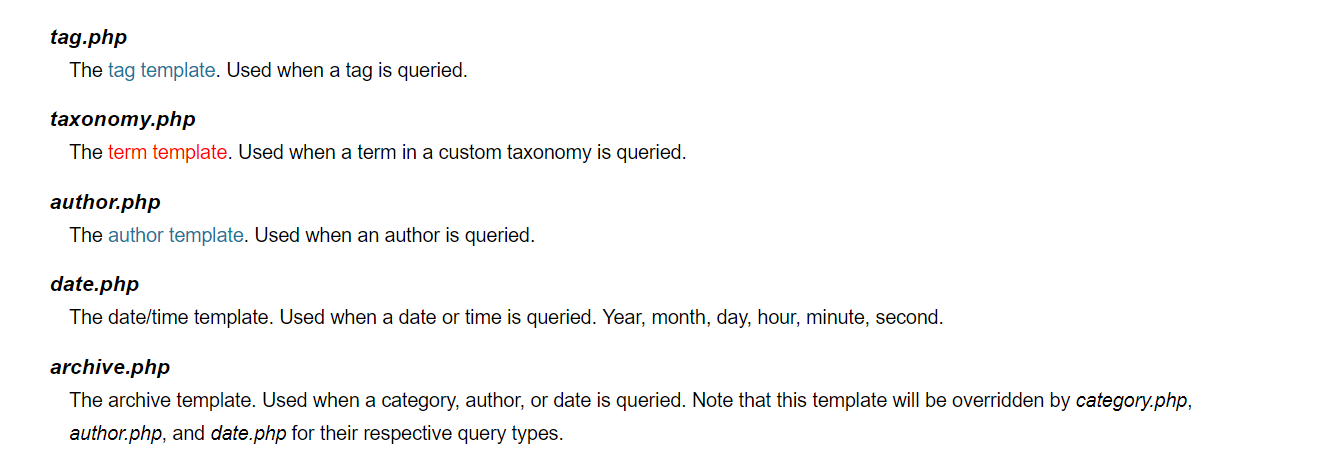 tag.php
The tag template. Used when a tag is queried.
taxonomy.php
The term template. Used when a term in a custom taxonomy is queried.
author.php
The author template. Used when an author is queried.
date.php
The date/time template. Used when a date or time is queried. Year, month, day, hour, minute, second.
archive.php
The archive template. Used when a category, author, or date is queried. Note that this template will be overridden by category.php,
author.php, and date.php for their respective query types.